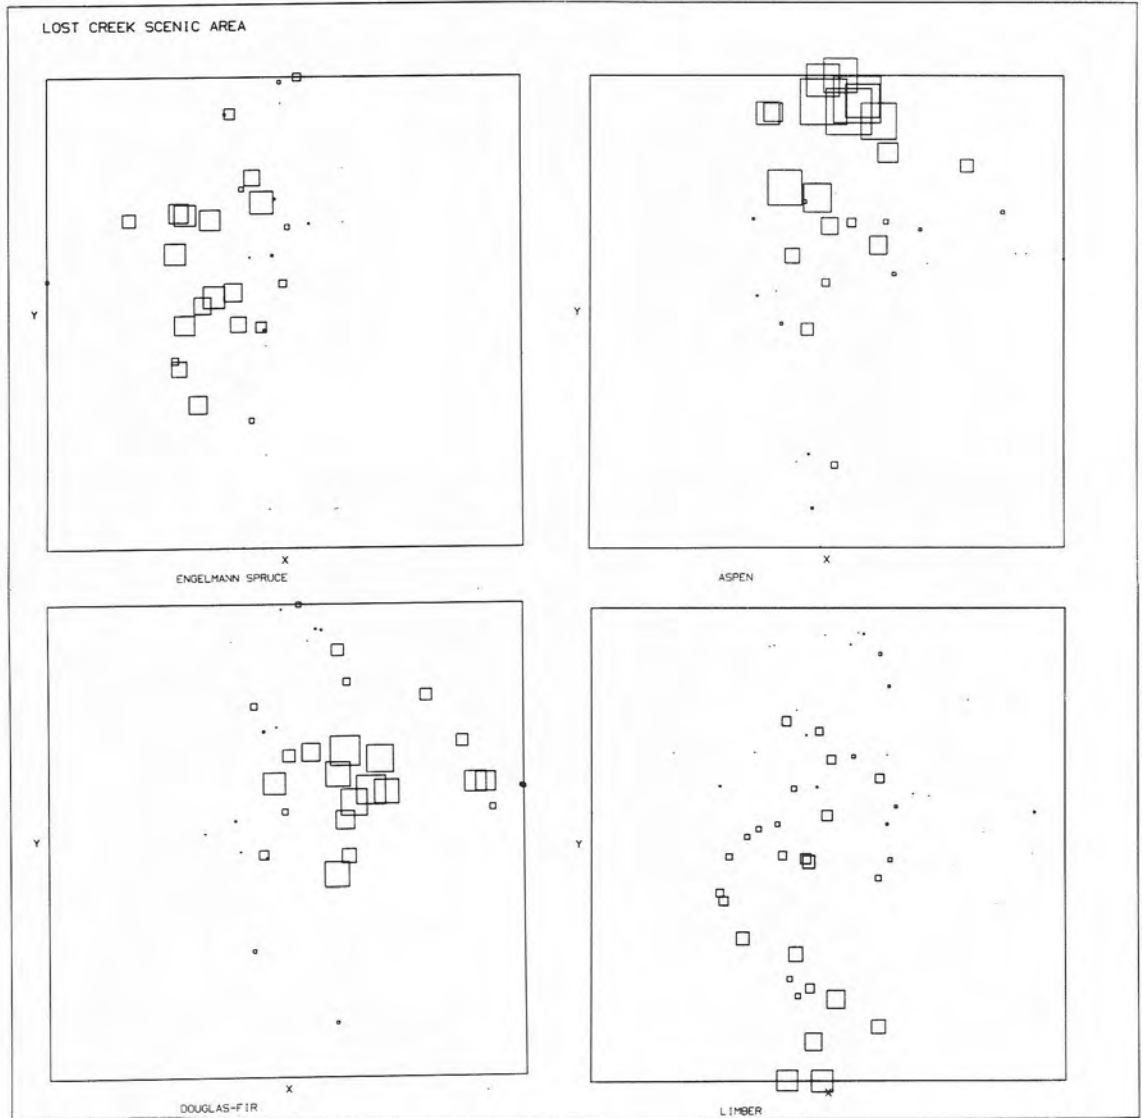 LOST CREEK SCENIC AREA
Y
X
ENGELMANN SPRUCE
Y
X
ASPEN
Y
X
DOUGLAS-FIR
Y
X
LIMBER